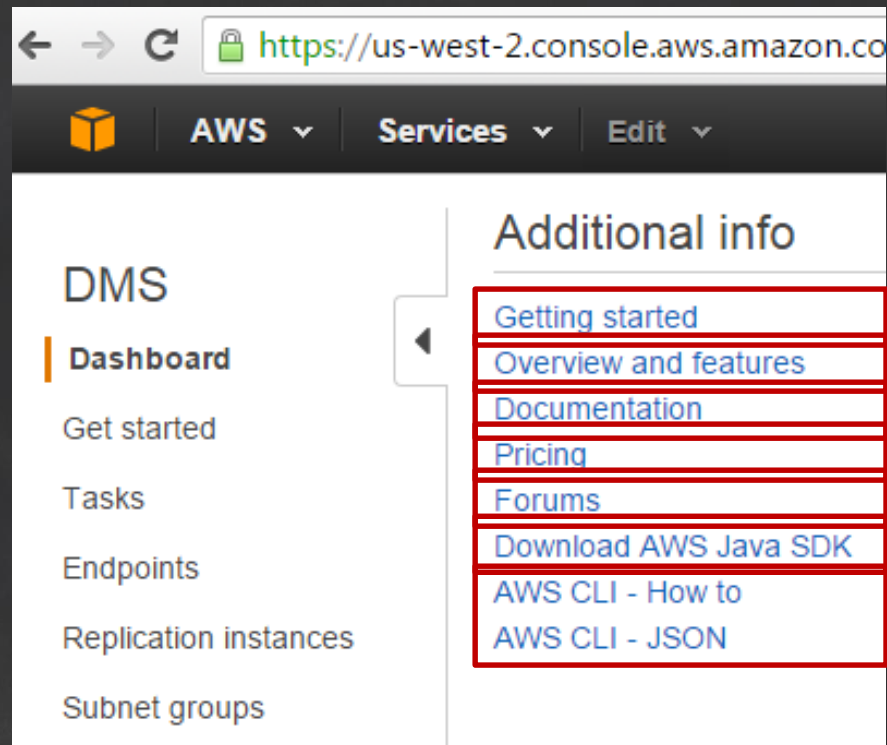 https://us-west-2.console.aws.amazon.co
AWS Services Edit
DMS
Dashboard
Get started
Tasks
Endpoints
Replication instances
Subnet groups
Additional info
Getting started
Overview and features
Documentation
Pricing
Forums
Download AWS Java SDK
AWS CLI - How to
AWS CLI - JSON